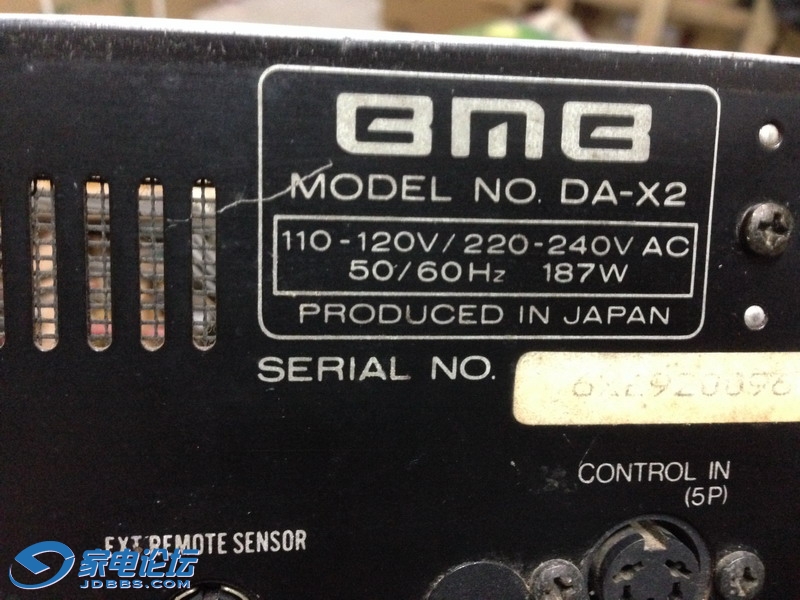 BMB
MODEL NO. DA-X2
110-120V/220-240V AC
50/60Hz 187W
PRODUCED IN JAPAN
SERIAL NO.
CONTROL IN
(5P)
EXT REMOTE SENSOR
家电论坛
JDBBS.COM